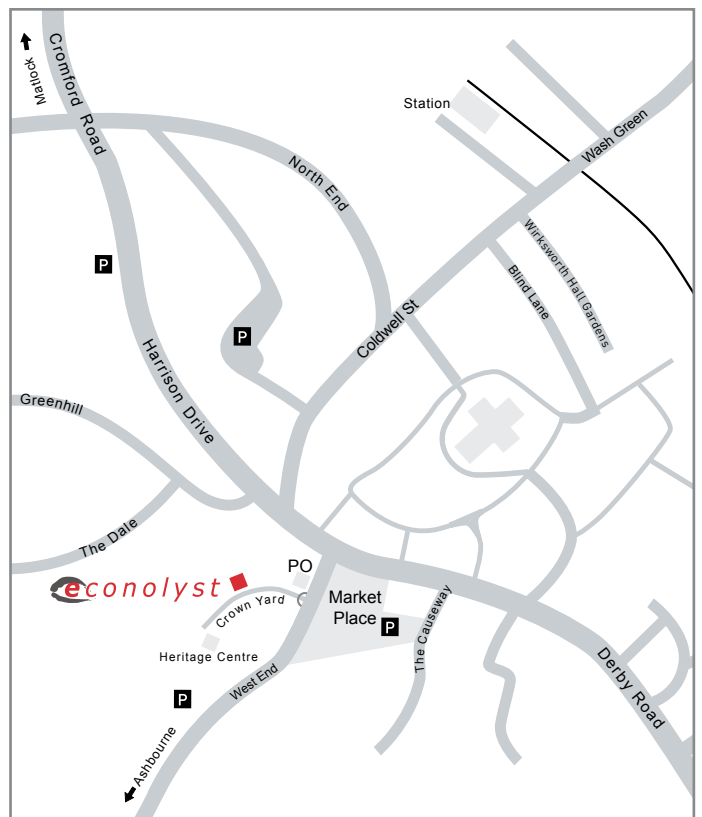 Matlock
Cromford Road
Station
Wash Green
North End
Wirksworth Hall Gardens
P
Blind Lane
Coldwell St
P
Harrison Drive
Greenhill
The Dale
econolyst
PO
Crown Yard
Market
Place
P
The Causeway
Heritage Centre
West End
Derby Road
P
Ashbourne